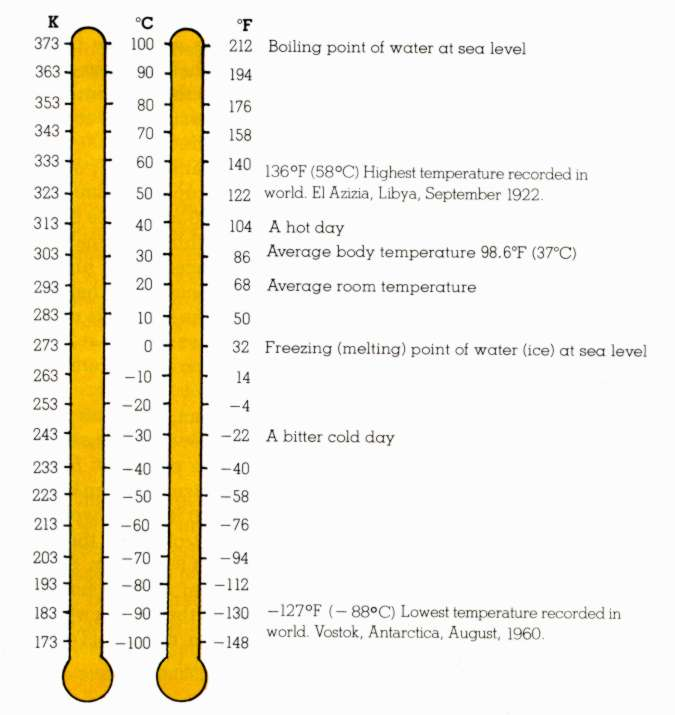 K °C °F
373 100 212 Boiling point of water at sea level
363 90 194
353 80 176
343 70 158
333 60 140 136°F (58°C) Highest temperature recorded in
323 50 122 world. El Azizia, Libya, September 1922.
313 40 104 A hot day
303 30 86 Average body temperature 98.6°F (37°C)
293 20 68 Average room temperature
283 10 50
273 0 32 Freezing (melting) point of water (ice) at sea level
263 −10 14
253 −20 −4
243 −30 −22 A bitter cold day
233 −40 −40
223 −50 −58
213 −60 −76
203 −70 −94
193 −80 −112
183 −90 −130 −127°F (−88°C) Lowest temperature recorded in
world. Vostok, Antarctica, August, 1960.
173 −100 −148